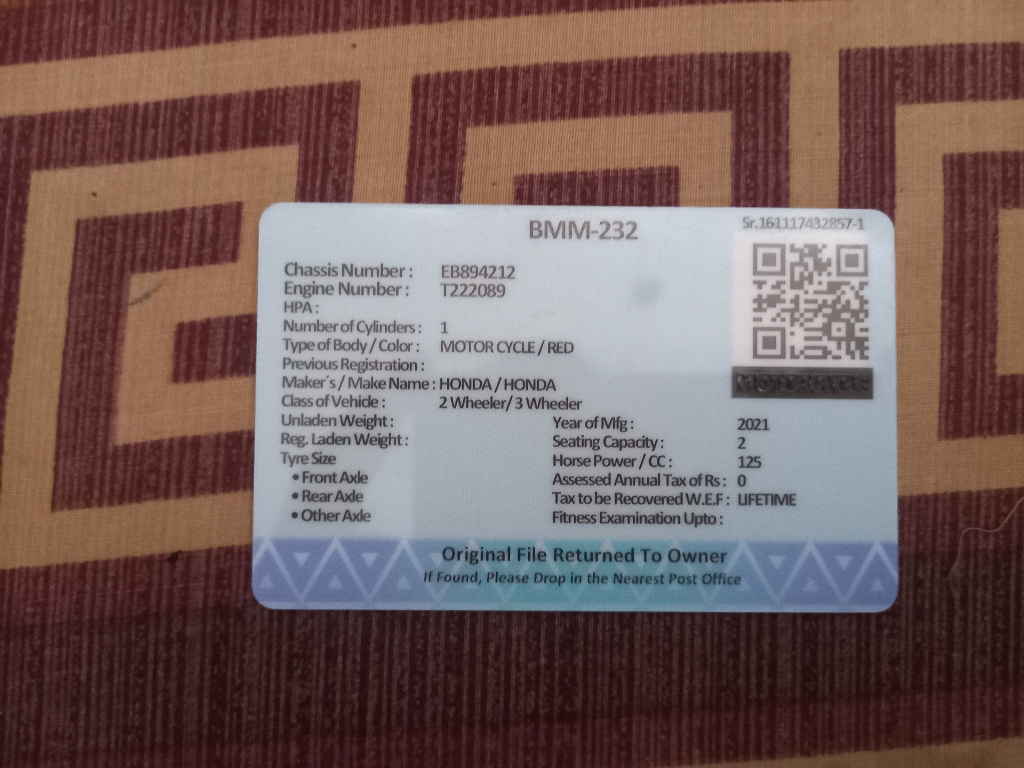 BMM-232
Sr.161117432857-1
Chassis Number : EB894212
Engine Number : T222089
HPA :
Number of Cylinders : 1
Type of Body / Color : MOTOR CYCLE / RED
Previous Registration :
Maker´s / Make Name : HONDA / HONDA
Class of Vehicle : 2 Wheeler/ 3 Wheeler
Unladen Weight :
Reg. Laden Weight :
Tyre Size
• Front Axle
• Rear Axle
• Other Axle
Year of Mfg : 2021
Seating Capacity : 2
Horse Power / CC : 125
Assessed Annual Tax of Rs : 0
Tax to be Recovered W.E.F : LIFETIME
Fitness Examination Upto :
Original File Returned To Owner
If Found, Please Drop in the Nearest Post Office